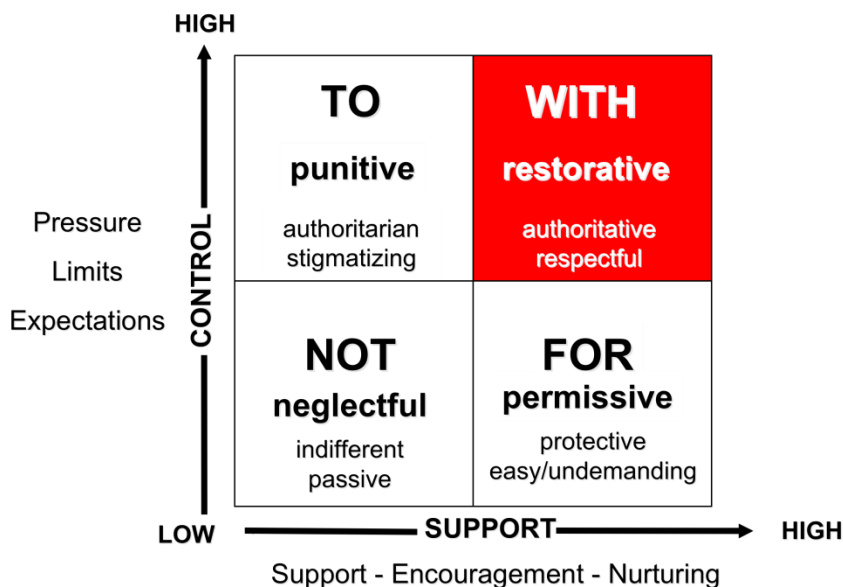 HIGH
TO
punitive
authoritarian
stigmatizing
WITH
restorative
authoritative
respectful
Pressure
Limits
Expectations
CONTROL
NOT
neglectful
indifferent
passive
FOR
permissive
protective
easy/undemanding
LOW
SUPPORT
HIGH
Support - Encouragement - Nurturing